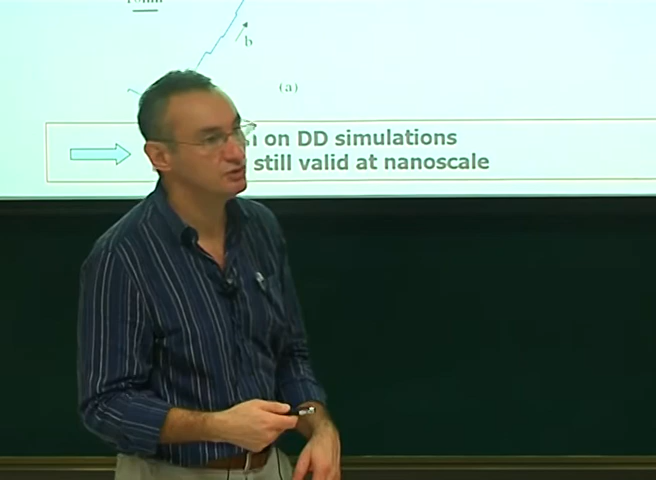 b
(a)
on DD simulations
still valid at nanoscale